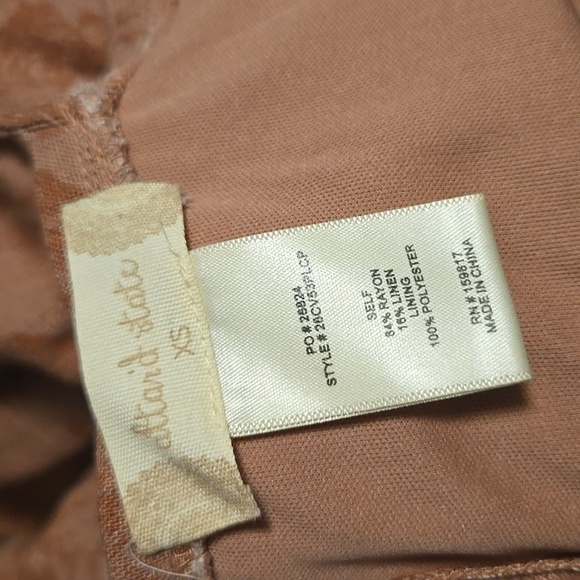 altar'd state
XS
PO # 26824
STYLE # 28CV532LCP
SELF
84% RAYON
16% LINEN
LINING
100% POLYESTER
RN # 159817
MADE IN CHINA